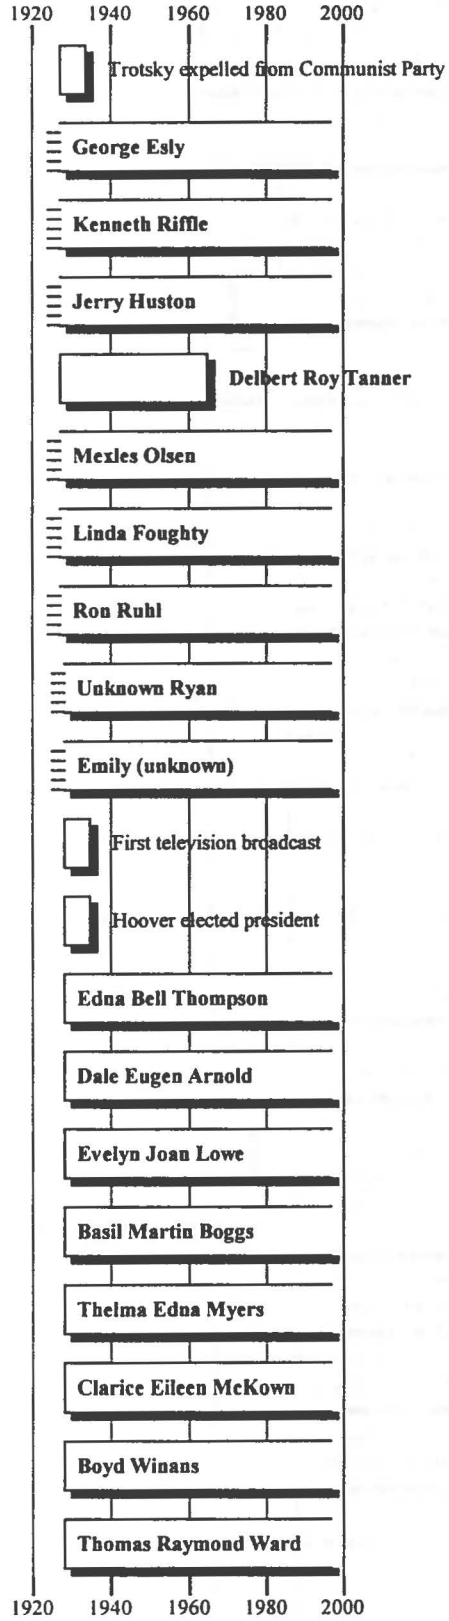 1920 1940 1960 1980 2000
Trotsky expelled from Communist Party
George Esly
Kenneth Riffle
Jerry Huston
Delbert Roy Tanner
Mexles Olsen
Linda Foughty
Ron Ruhl
Unknown Ryan
Emily (unknown)
First television broadcast
Hoover elected president
Edna Bell Thompson
Dale Eugen Arnold
Evelyn Joan Lowe
Basil Martin Boggs
Thelma Edna Myers
Clarice Eileen McKown
Boyd Winans
Thomas Raymond Ward
1920 1940 1960 1980 2000